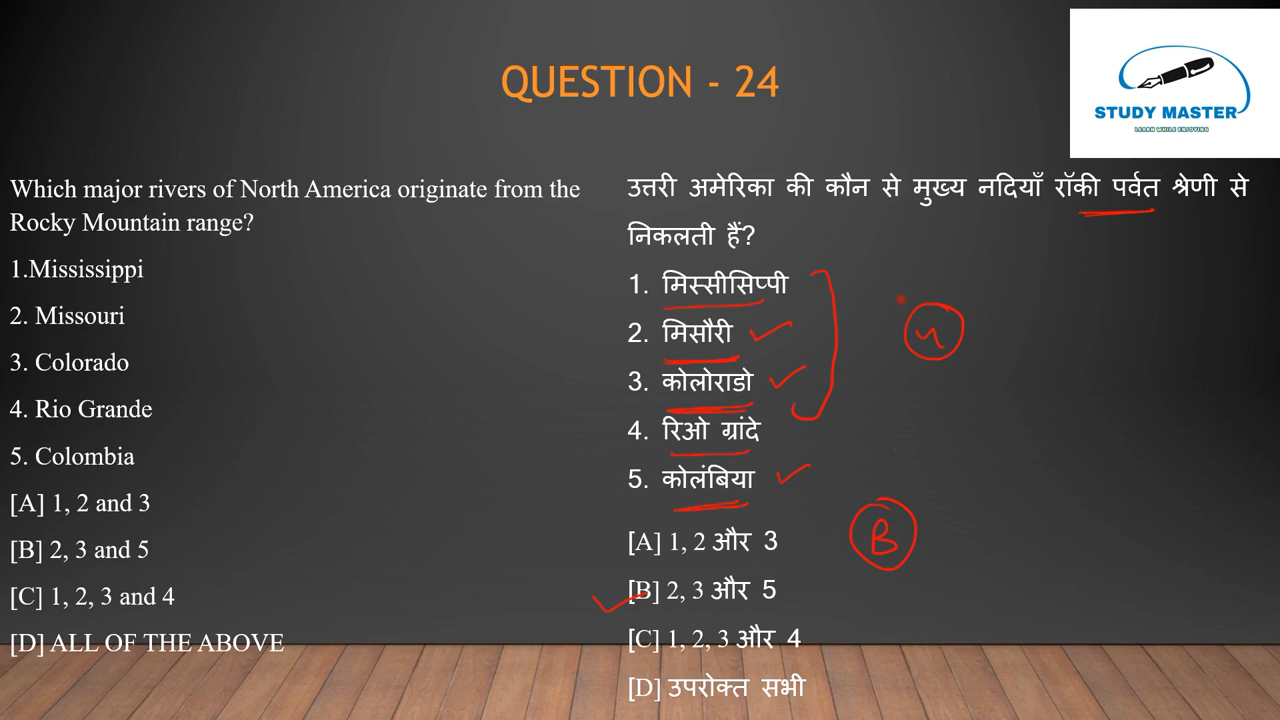 QUESTION - 24
STUDY MASTER
LEARN WHILE ENJOYING
Which major rivers of North America originate from the
Rocky Mountain range?
1.Mississippi
2. Missouri
3. Colorado
4. Rio Grande
5. Colombia
[A] 1, 2 and 3
[B] 2, 3 and 5
[C] 1, 2, 3 and 4
[D] ALL OF THE ABOVE
उत्तरी अमेरिका की कौन से मुख्य नदियाँ रॉकी पर्वत श्रेणी से
निकलती हैं?
1. मिस्सीसिप्पी
2. मिसौरी
3. कोलोराडो
4. रिओ ग्रांदे
5. कोलंबिया
[A] 1, 2 और 3
[B] 2, 3 और 5
[C] 1, 2, 3 और 4
[D] उपरोक्त सभी
B